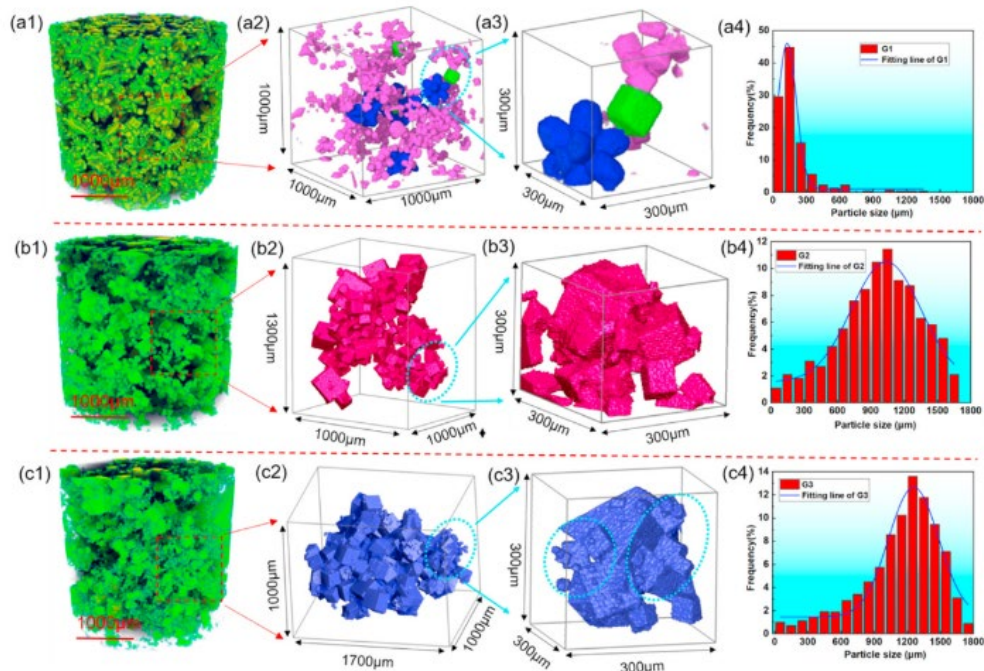 (a1)
1000μm
(a2)
1000μm
1000μm
1000μm
(a3)
300μm
300μm
300μm
(a4)
G1
Fitting line of G1
Frequency(%)
50
40
30
20
10
0
0 300 600 900 1200 1500 1800
Particle size (μm)
(b1)
1000μm
(b2)
1300μm
1000μm
1000μm
(b3)
300μm
300μm
300μm
(b4)
G2
Fitting line of G2
Frequency(%)
12
10
8
6
4
2
0
0 300 600 900 1200 1500 1800
Particle size (μm)
(c1)
1000μm
(c2)
1000μm
1700μm
1000μm
(c3)
300μm
300μm
300μm
(c4)
G3
Fitting line of G3
Frequency(%)
14
12
10
8
6
4
2
0
0 300 600 900 1200 1500 1800
Particle size (μm)